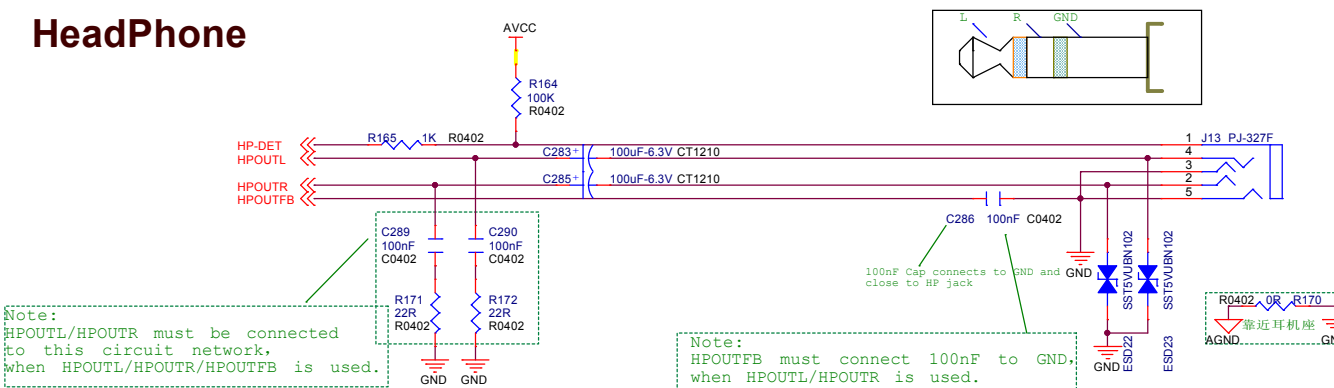 HeadPhone
AVCC
R164
100K
R0402
L R GND
HP-DET R165 1K R0402 1 J13 PJ-327F
HPOUTL C283 + 100uF-6.3V CT1210 4
3
HPOUTR C285 + 100uF-6.3V CT1210 2
HPOUTFB 5
C286 100nF C0402
C289
100nF
C0402
C290
100nF
C0402
R171
22R
R0402
R172
22R
R0402
GND GND
100nF Cap connects to GND and
close to HP jack
GND
SST5VUBN102
SST5VUBN102
ESD22
ESD23
GND
R0402 0R R170
靠近耳机座
AGND
Note:
HPOUTL/HPOUTR must be connected
to this circuit network,
when HPOUTL/HPOUTR/HPOUTFB is used.
Note:
HPOUTFB must connect 100nF to GND,
when HPOUTL/HPOUTR is used.